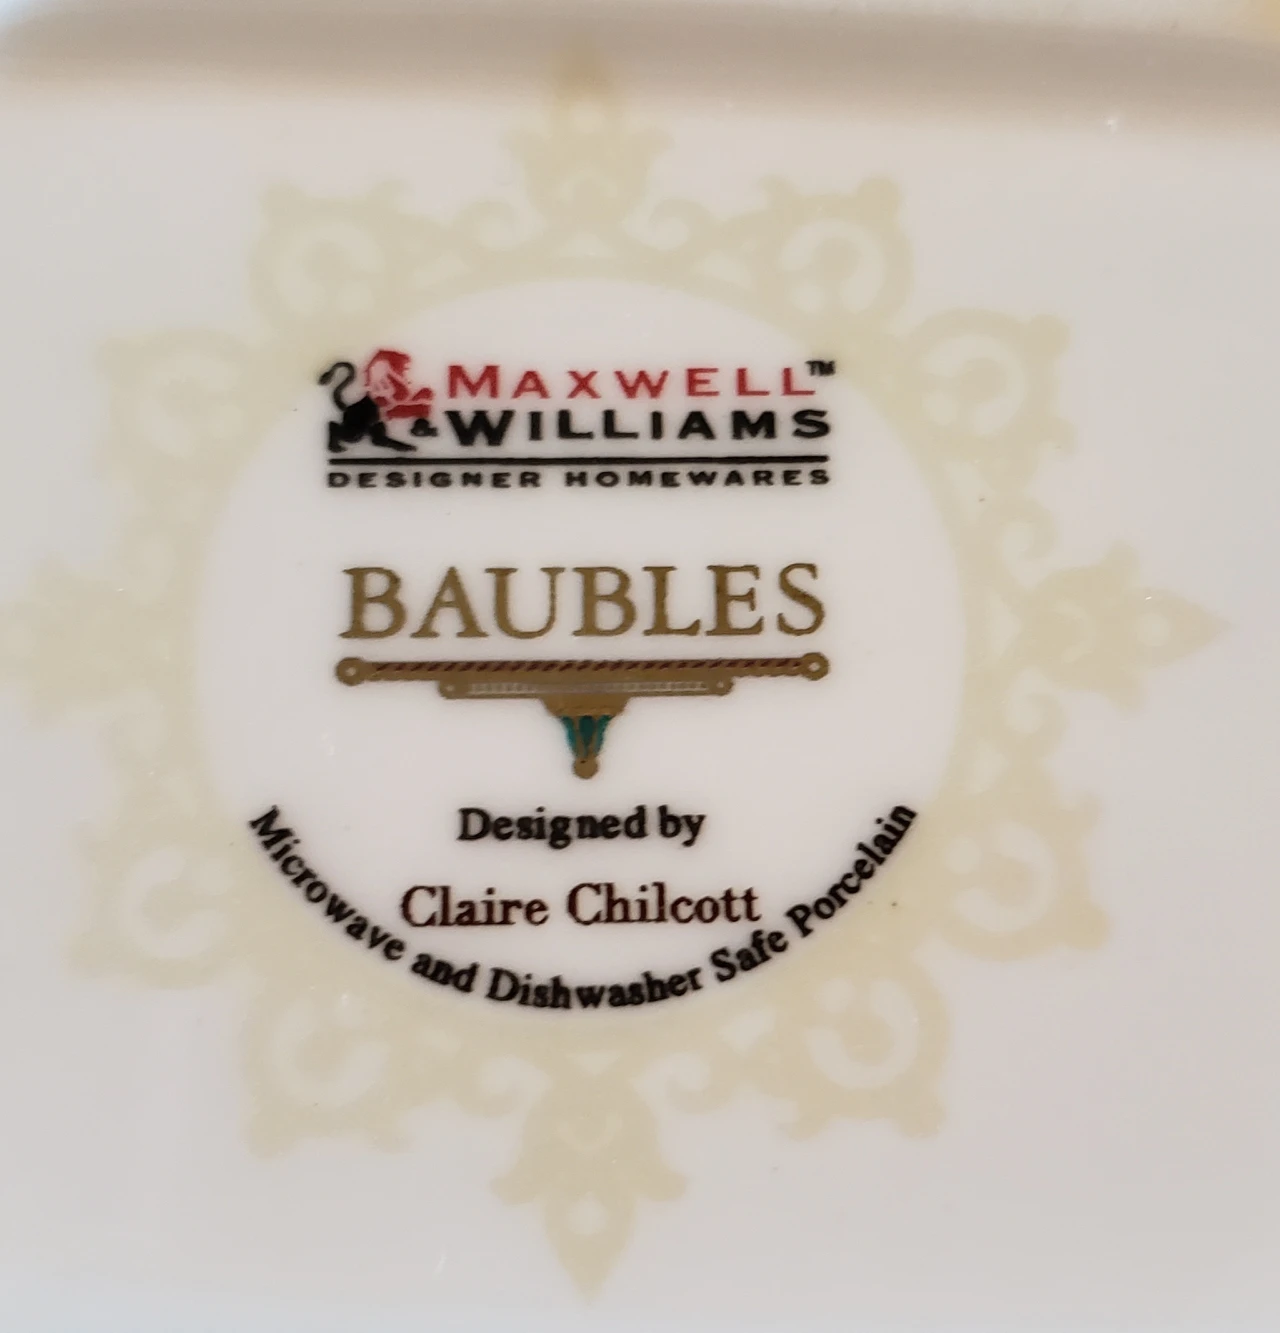 MAXWELL™
& WILLIAMS
DESIGNER HOMEWARES
BAUBLES
Designed by
Claire Chilcott
Microwave and Dishwasher Safe Porcelain